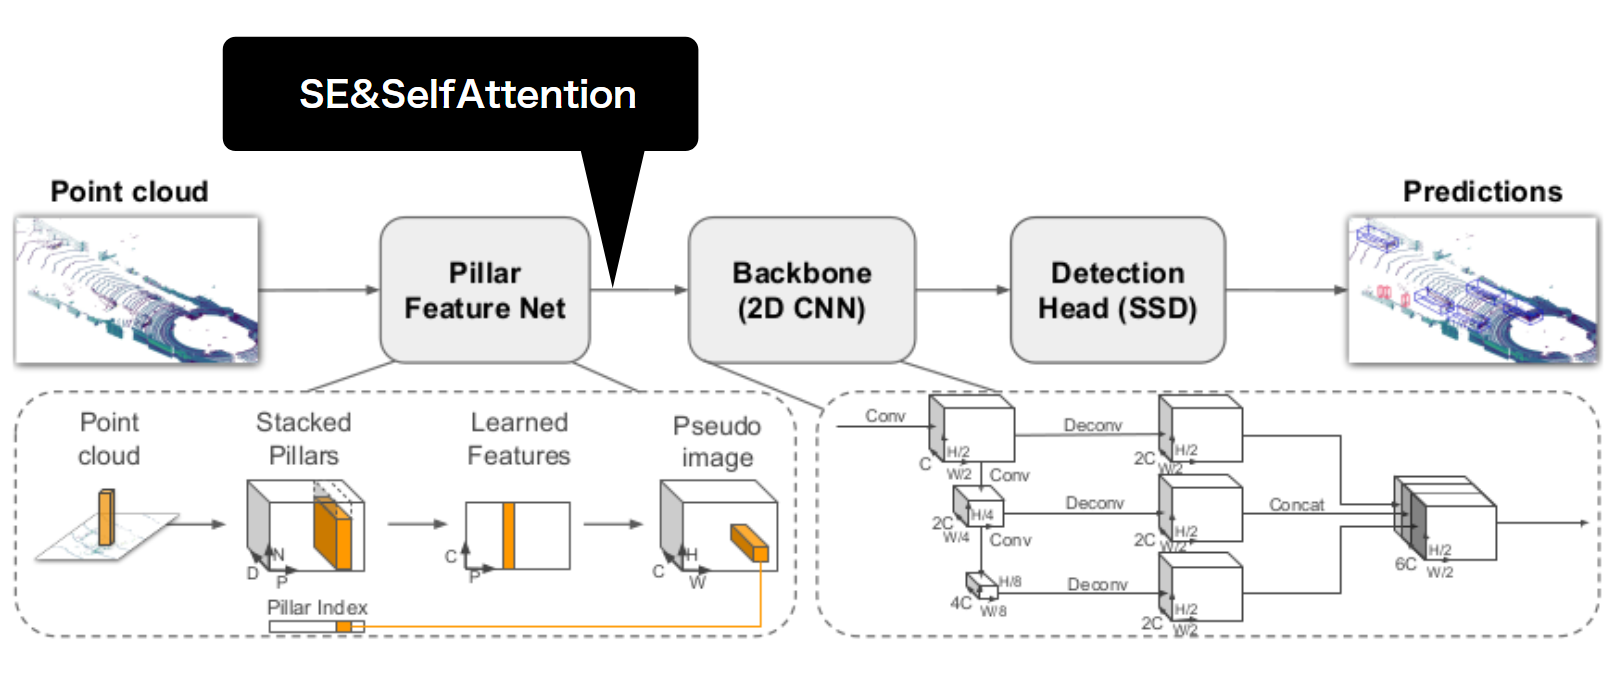 SE&SelfAttention
Point cloud
Predictions
Pillar
Feature Net
Backbone
(2D CNN)
Detection
Head (SSD)
Point
cloud
Stacked
Pillars
Learned
Features
Pseudo
image
D
N
P
C
P
C
H
W
Pillar Index
Conv
C
H/2
W/2
Conv
2C
H/4
W/4
Conv
4C
H/8
W/8
Deconv
2C
H/2
W/2
Deconv
2C
H/2
W/2
Deconv
2C
H/2
W/2
Concat
6C
H/2
W/2